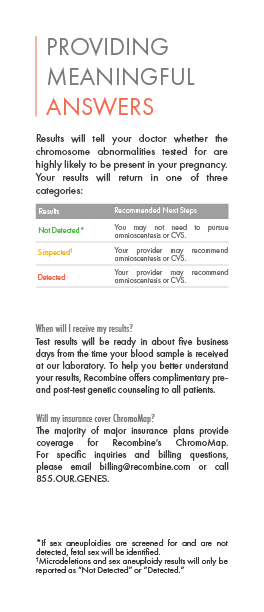 PROVIDING
MEANINGFUL
ANSWERS
Results will tell your doctor whether the
chromosome abnormalities tested for are
highly likely to be present in your pregnancy.
Your results will return in one of three
categories:
Results Recommended Next Steps
Not Detected* You may not need to pursue
amnioscentesis or CVS.
Suspected† Your provider may recommend
amnioscentesis or CVS.
Detected Your provider may recommend
amnioscentesis or CVS.
When will I receive my results?
Test results will be ready in about five business
days from the time your blood sample is received
at our laboratory. To help you better understand
your results, Recombine offers complimentary pre-
and post-test genetic counseling to all patients.
Will my insurance cover ChromoMap?
The majority of major insurance plans provide
coverage for Recombine's ChromoMap.
For specific inquiries and billing questions,
please email billing@recombine.com or call
855.OUR.GENES.
*If sex aneuploidies are screened for and are not
detected, fetal sex will be identified.
†Microdeletions and sex aneuploidy results will only be
reported as “Not Detected” or “Detected.”